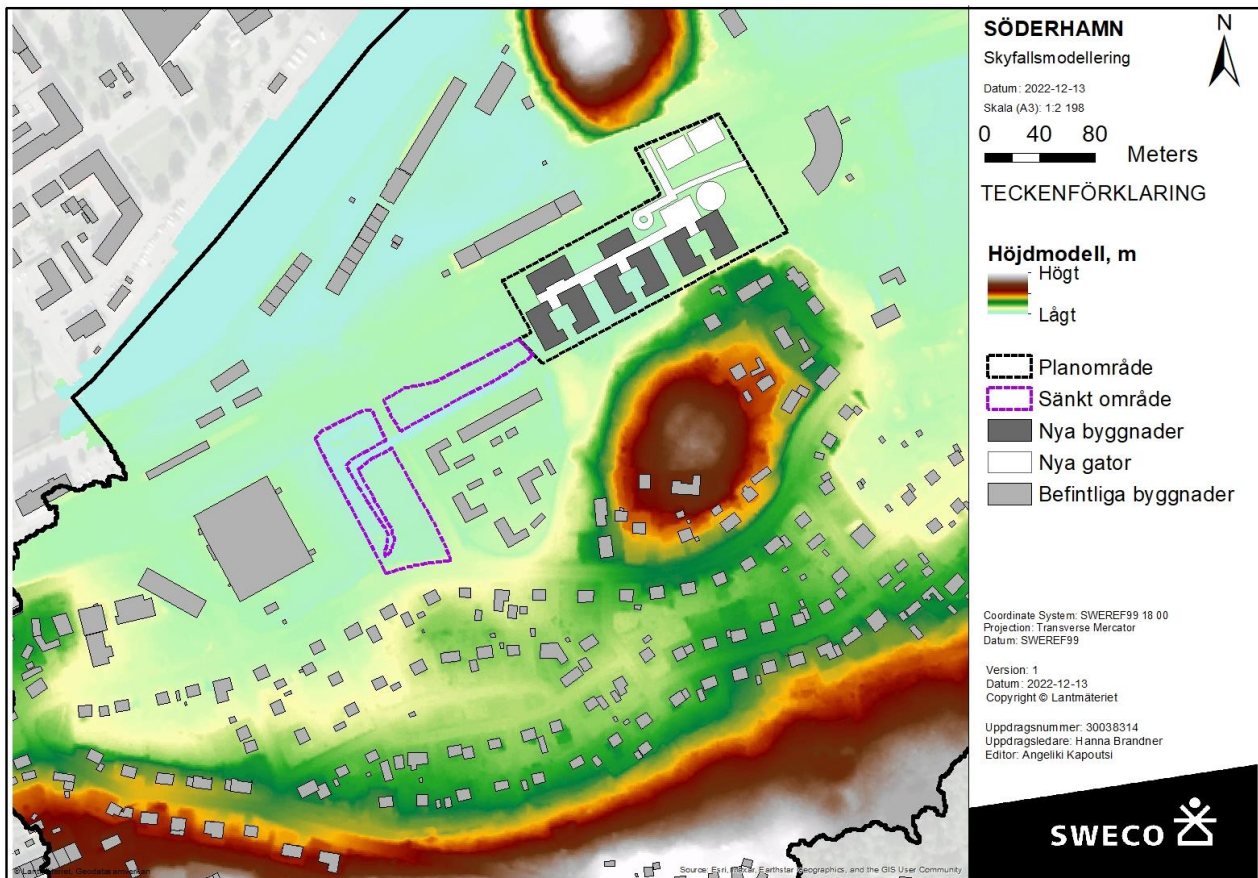 SÖDERHAMN
N
Skyfallsmodellering
Datum: 2022-12-13
Skala (A3): 1:2 198
0 40 80
Meters
TECKENFÖRKLARING
Höjdmodell, m
Högt
Lågt
Planområde
Sänkt område
Nya byggnader
Nya gator
Befintliga byggnader
Coordinate System: SWEREF99 18 00
Projection: Transverse Mercator
Datum: SWEREF99
Version: 1
Datum: 2022-12-13
Copyright © Lantmäteriet
Uppdragsnummer: 30038314
Uppdragsledare: Hanna Brandner
Editor: Angeliki Kapoutsi
SWECO
© Lantmäteriet, Geodatasamverkan
Source: Esri, Maxar, Earthstar Geographics, and the GIS User Community